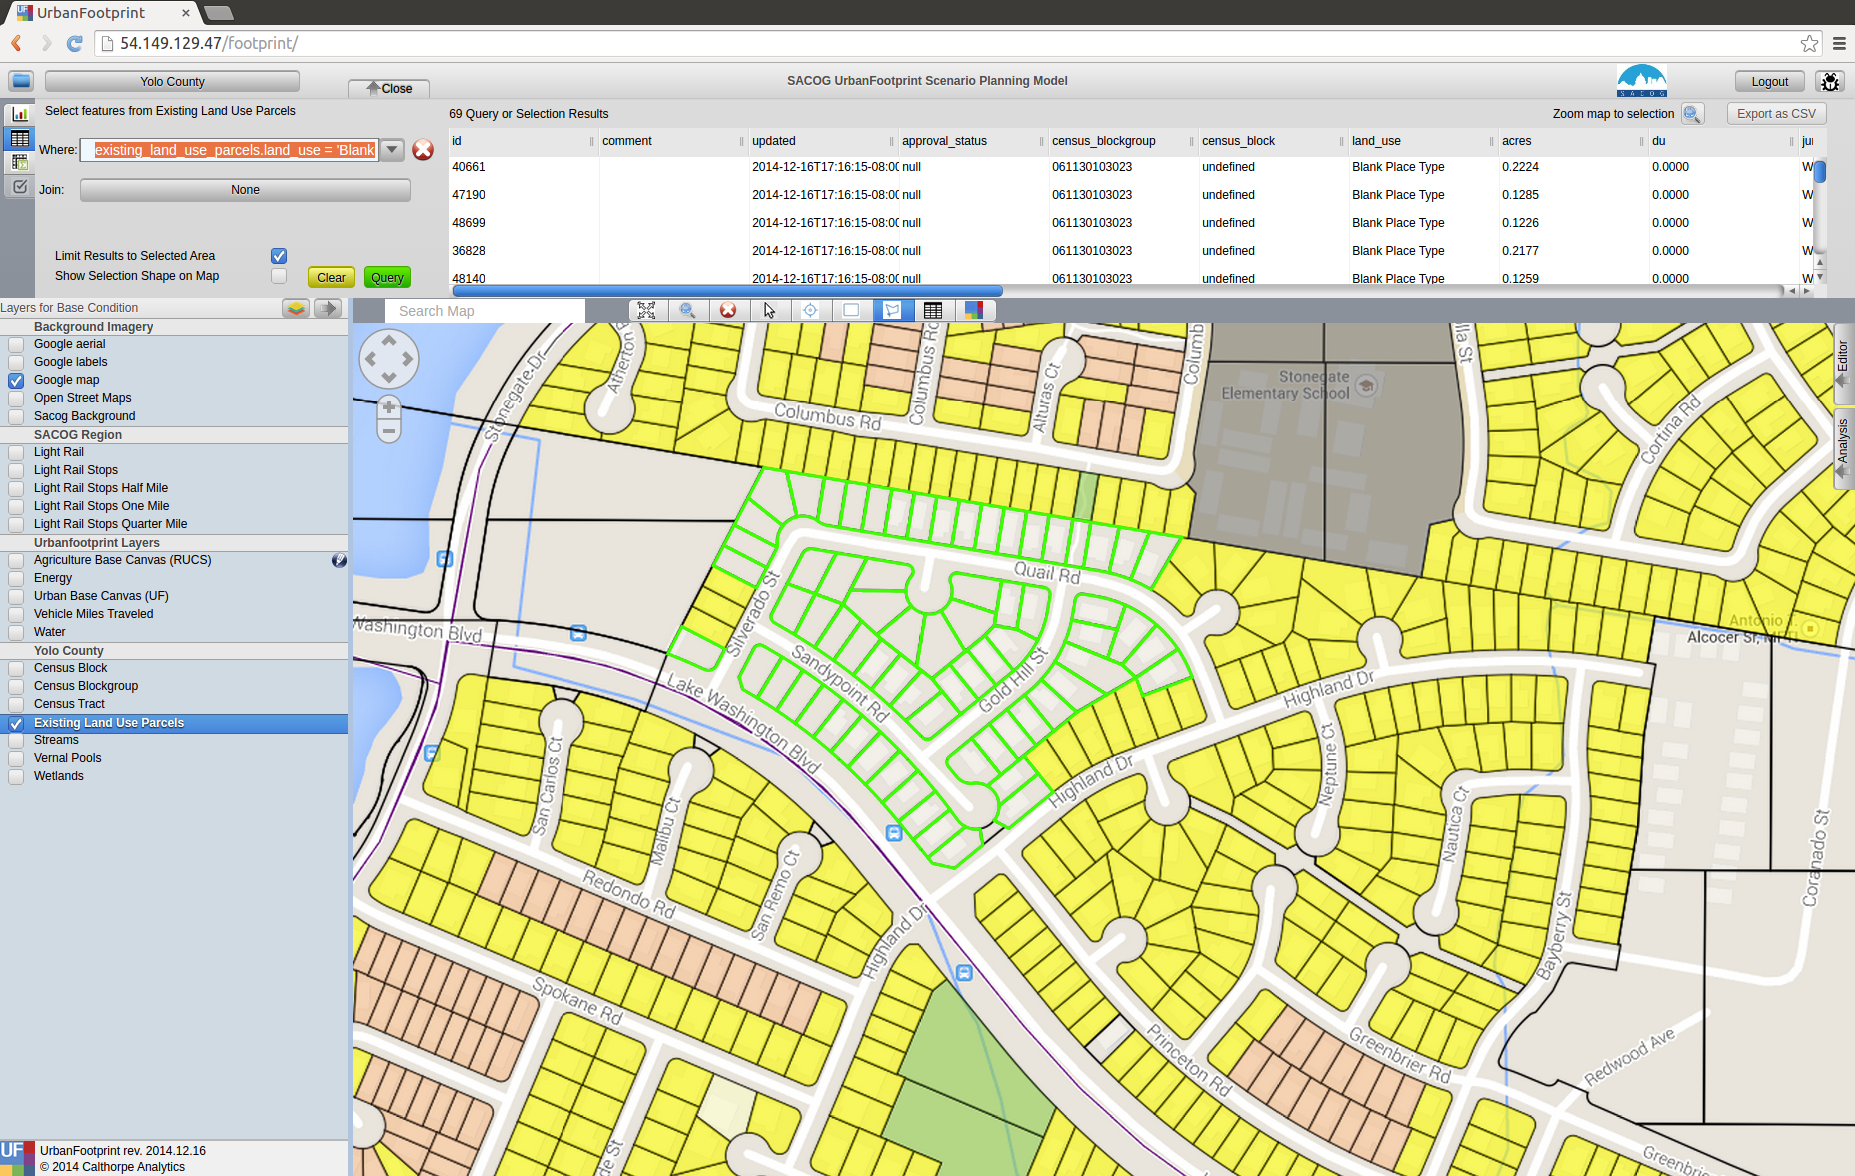 UrbanFootprint
54.149.129.47/footprint/
Yolo County
Close
SACOG UrbanFootprint Scenario Planning Model
SACOG
Logout
Select features from Existing Land Use Parcels
69 Query or Selection Results
Zoom map to selection
Export as CSV
Where: existing_land_use_parcels.land_use = 'Blank
Join: None
Limit Results to Selected Area
Show Selection Shape on Map
Clear
Query
id comment updated approval_status census_blockgroup census_block land_use acres du jur
40661 2014-12-16T17:16:15-08:00 null 061130103023 undefined Blank Place Type 0.2224 0.0000 W
47190 2014-12-16T17:16:15-08:00 null 061130103023 undefined Blank Place Type 0.1285 0.0000 W
48699 2014-12-16T17:16:15-08:00 null 061130103023 undefined Blank Place Type 0.1226 0.0000 W
36828 2014-12-16T17:16:15-08:00 null 061130103023 undefined Blank Place Type 0.2177 0.0000 W
48140 2014-12-16T17:16:15-08:00 null 061130103023 undefined Blank Place Type 0.1259 0.0000 W
Layers for Base Condition
Search Map
Background Imagery
Google aerial
Google labels
Google map
Open Street Maps
Sacog Background
SACOG Region
Light Rail
Light Rail Stops
Light Rail Stops Half Mile
Light Rail Stops One Mile
Light Rail Stops Quarter Mile
Urbanfootprint Layers
Agriculture Base Canvas (RUCS)
Energy
Urban Base Canvas (UF)
Vehicle Miles Traveled
Water
Yolo County
Census Block
Census Blockgroup
Census Tract
Existing Land Use Parcels
Streams
Vernal Pools
Wetlands
UF
UrbanFootprint rev. 2014.12.16
© 2014 Calthorpe Analytics
Editor
Analysis
Stonegate Dr
Atherton
Columbus Rd
Columbus Rd
Alturas Ct
Columb
Stonegate
Elementary School
lla St
Cortina Rd
Quail Rd
Silverado St
Washington Blvd
Sandypoint Rd
Gold Hill St
Lake Washington Blvd
Highland Dr
Highland Dr
Antonio
Alcocer Sr,
San Carlos Ct
Malibu Ct
San Remo Ct
Neptune Ct
Nautica Ct
Coranado St
Redondo Rd
Highland Dr
Bayberry St
Spokane Rd
Princeton Rd
Greenbrier Rd
Redwood Ave
Greenbrie
de St